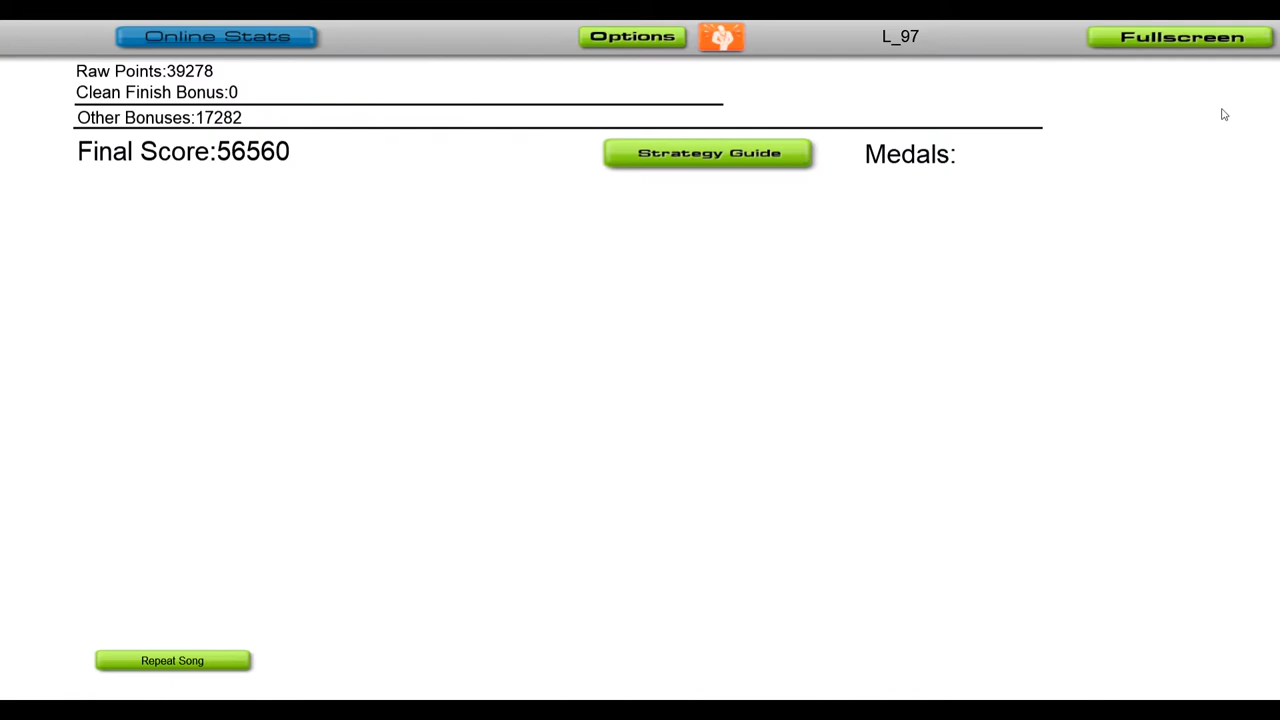 Online Stats Options L_97 Fullscreen
Raw Points:39278
Clean Finish Bonus:0
Other Bonuses:17282
Final Score:56560 Strategy Guide Medals:
Repeat Song